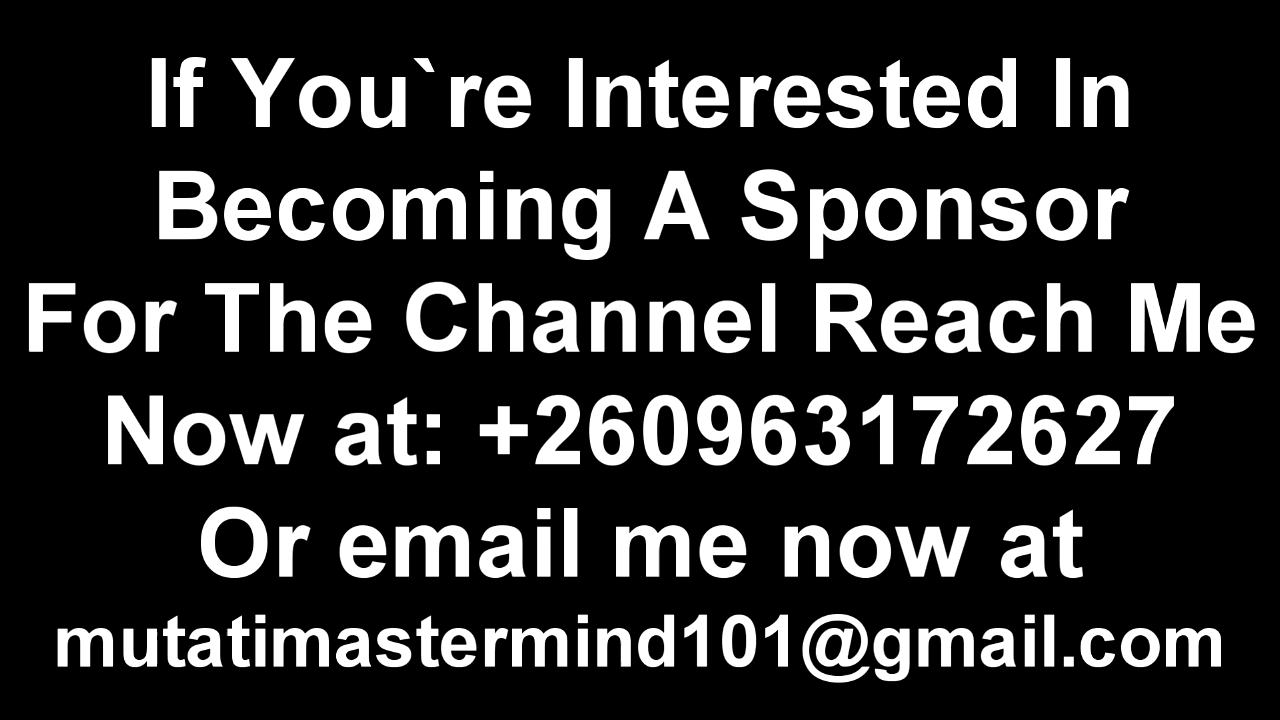 If You`re Interested In
Becoming A Sponsor
For The Channel Reach Me
Now at: +260963172627
Or email me now at
mutatimastermind101@gmail.com